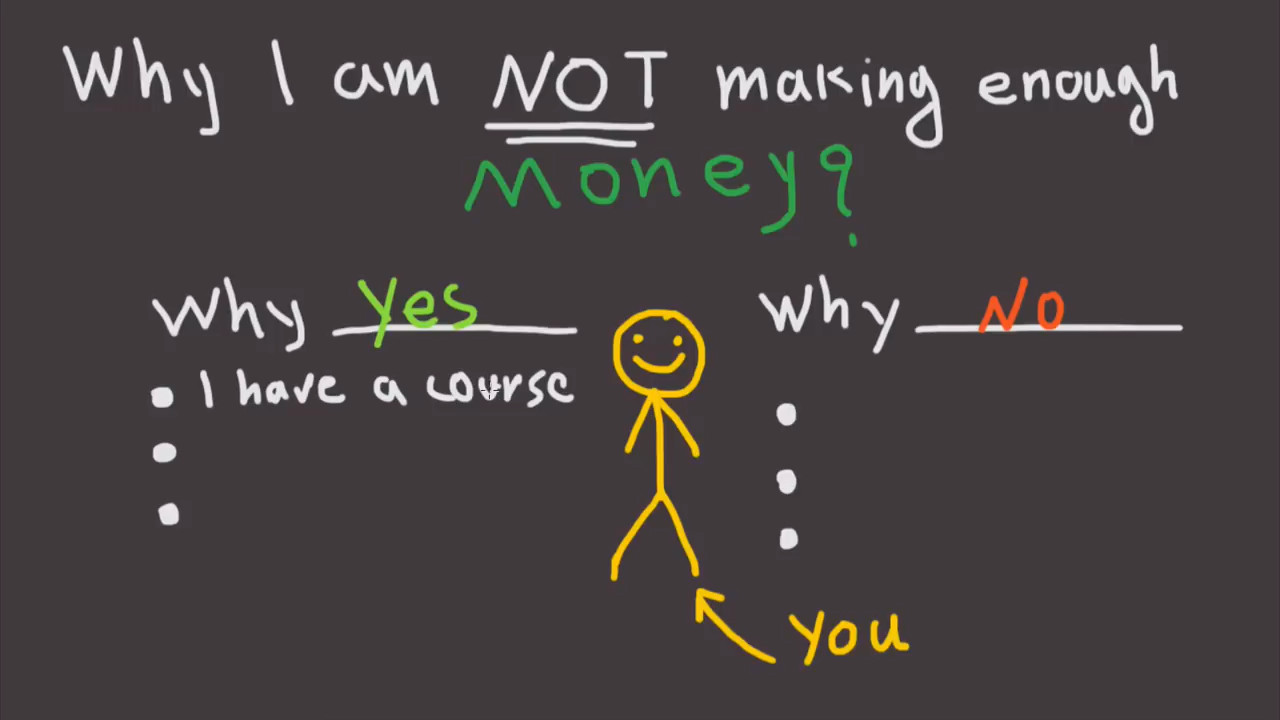 Why I am NOT making enough
Money?
Why Yes
Why NO
• I have a course
•
•
•
•
•
You